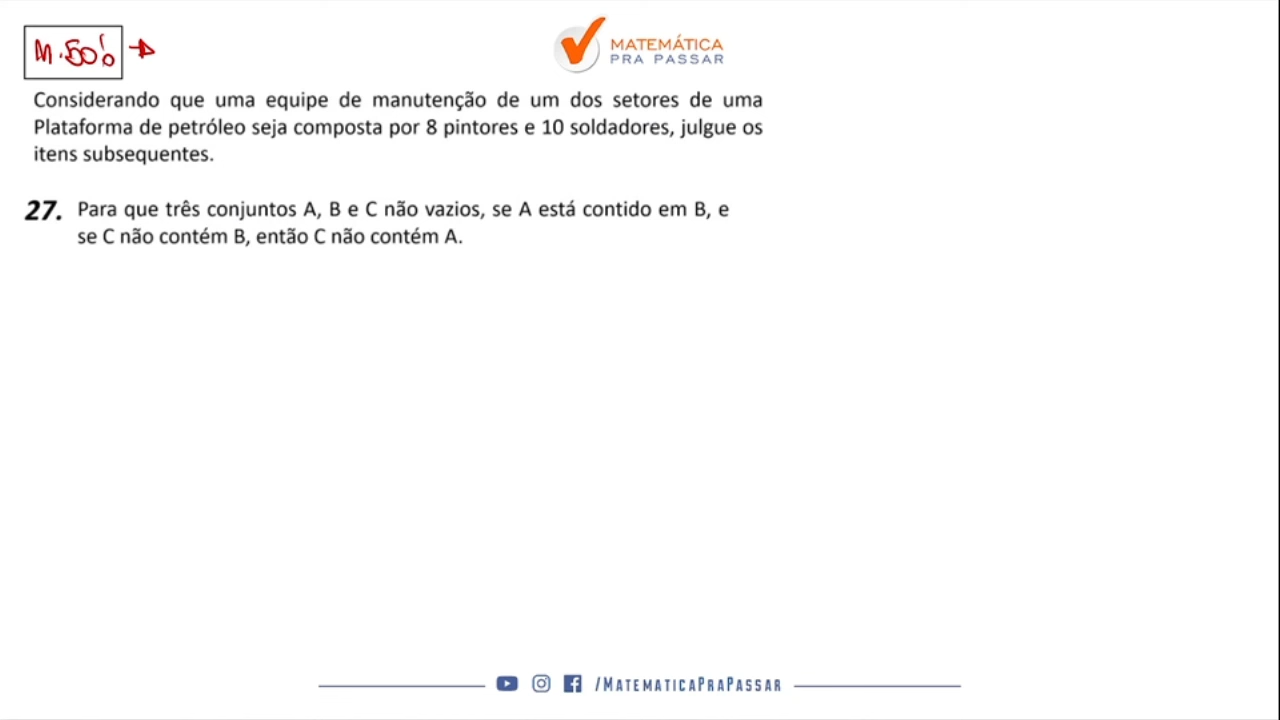 M.50%
MATEMÁTICA
PRA PASSAR
Considerando que uma equipe de manutenção de um dos setores de uma
Plataforma de petróleo seja composta por 8 pintores e 10 soldadores, julgue os
itens subsequentes.
27. Para que três conjuntos A, B e C não vazios, se A está contido em B, e
se C não contém B, então C não contém A.
/MATEMATICAPRAPASSAR